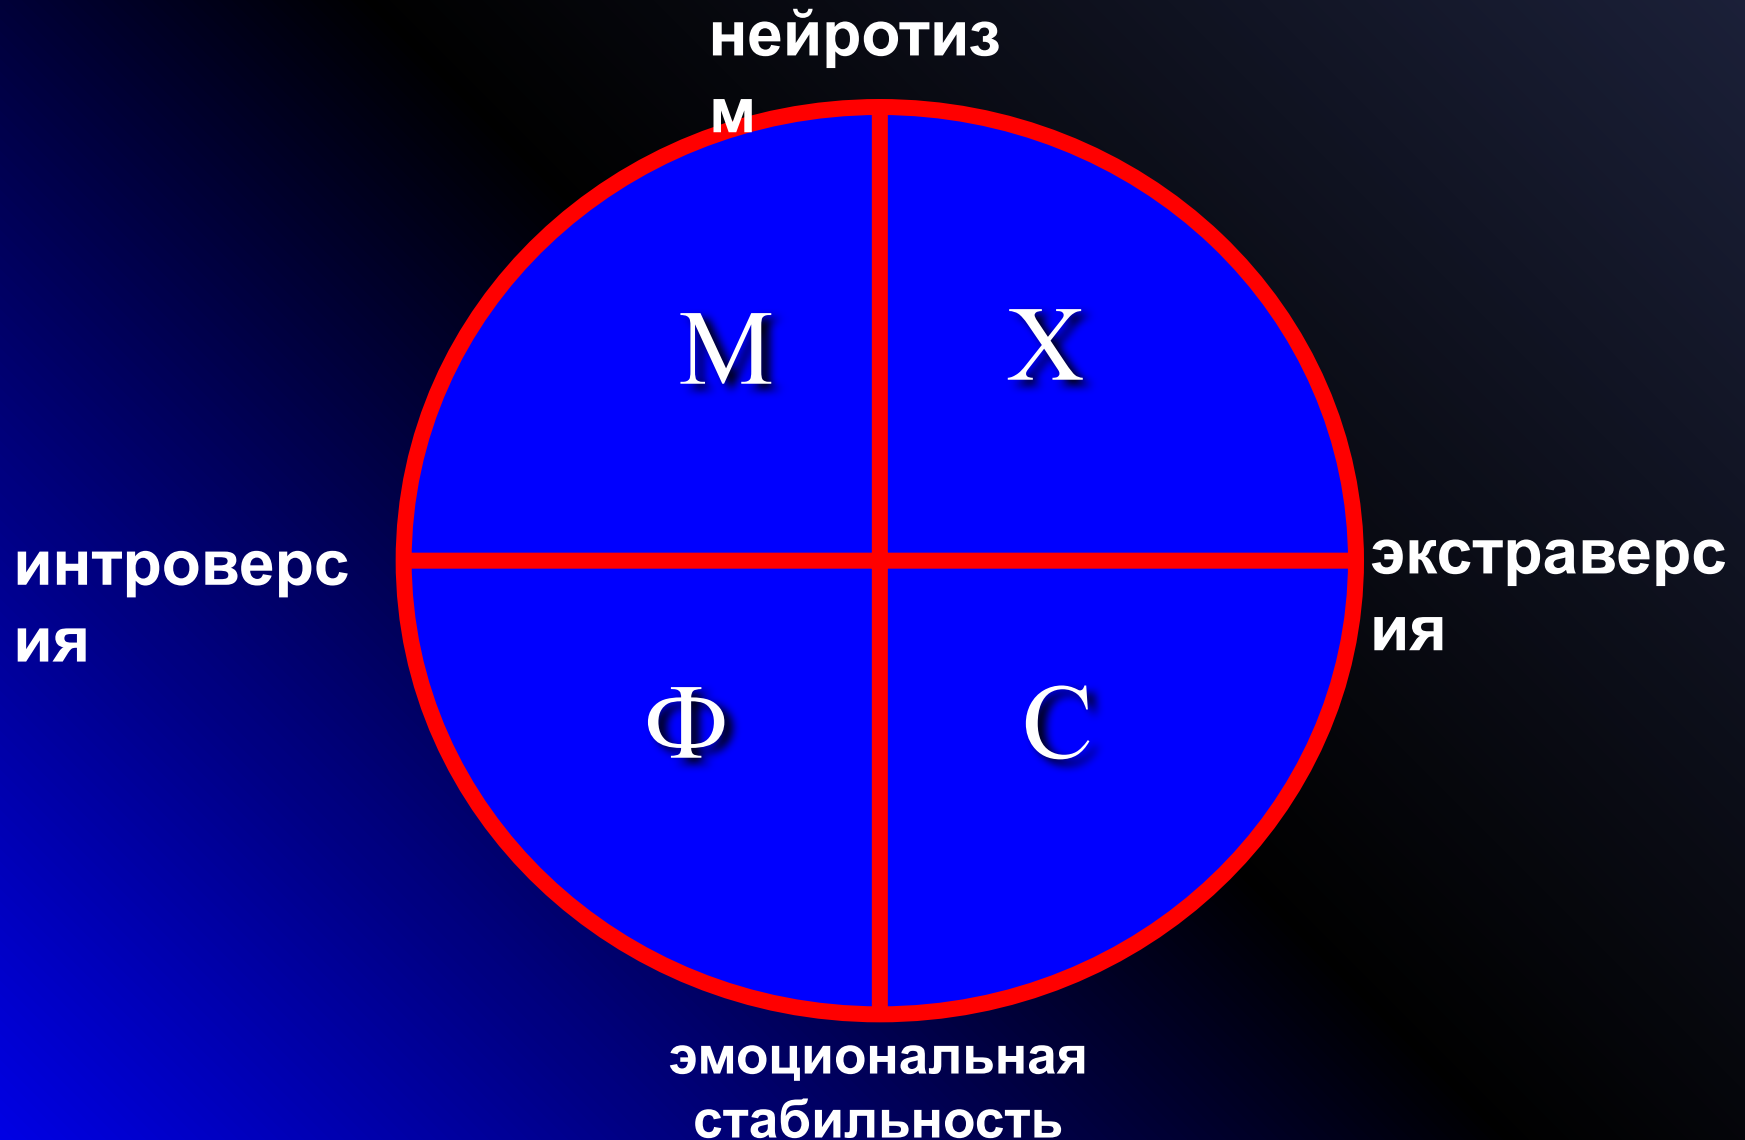 нейротиз
м
М
Х
интроверс
ия
экстраверс
ия
Ф
С
эмоциональная
стабильность